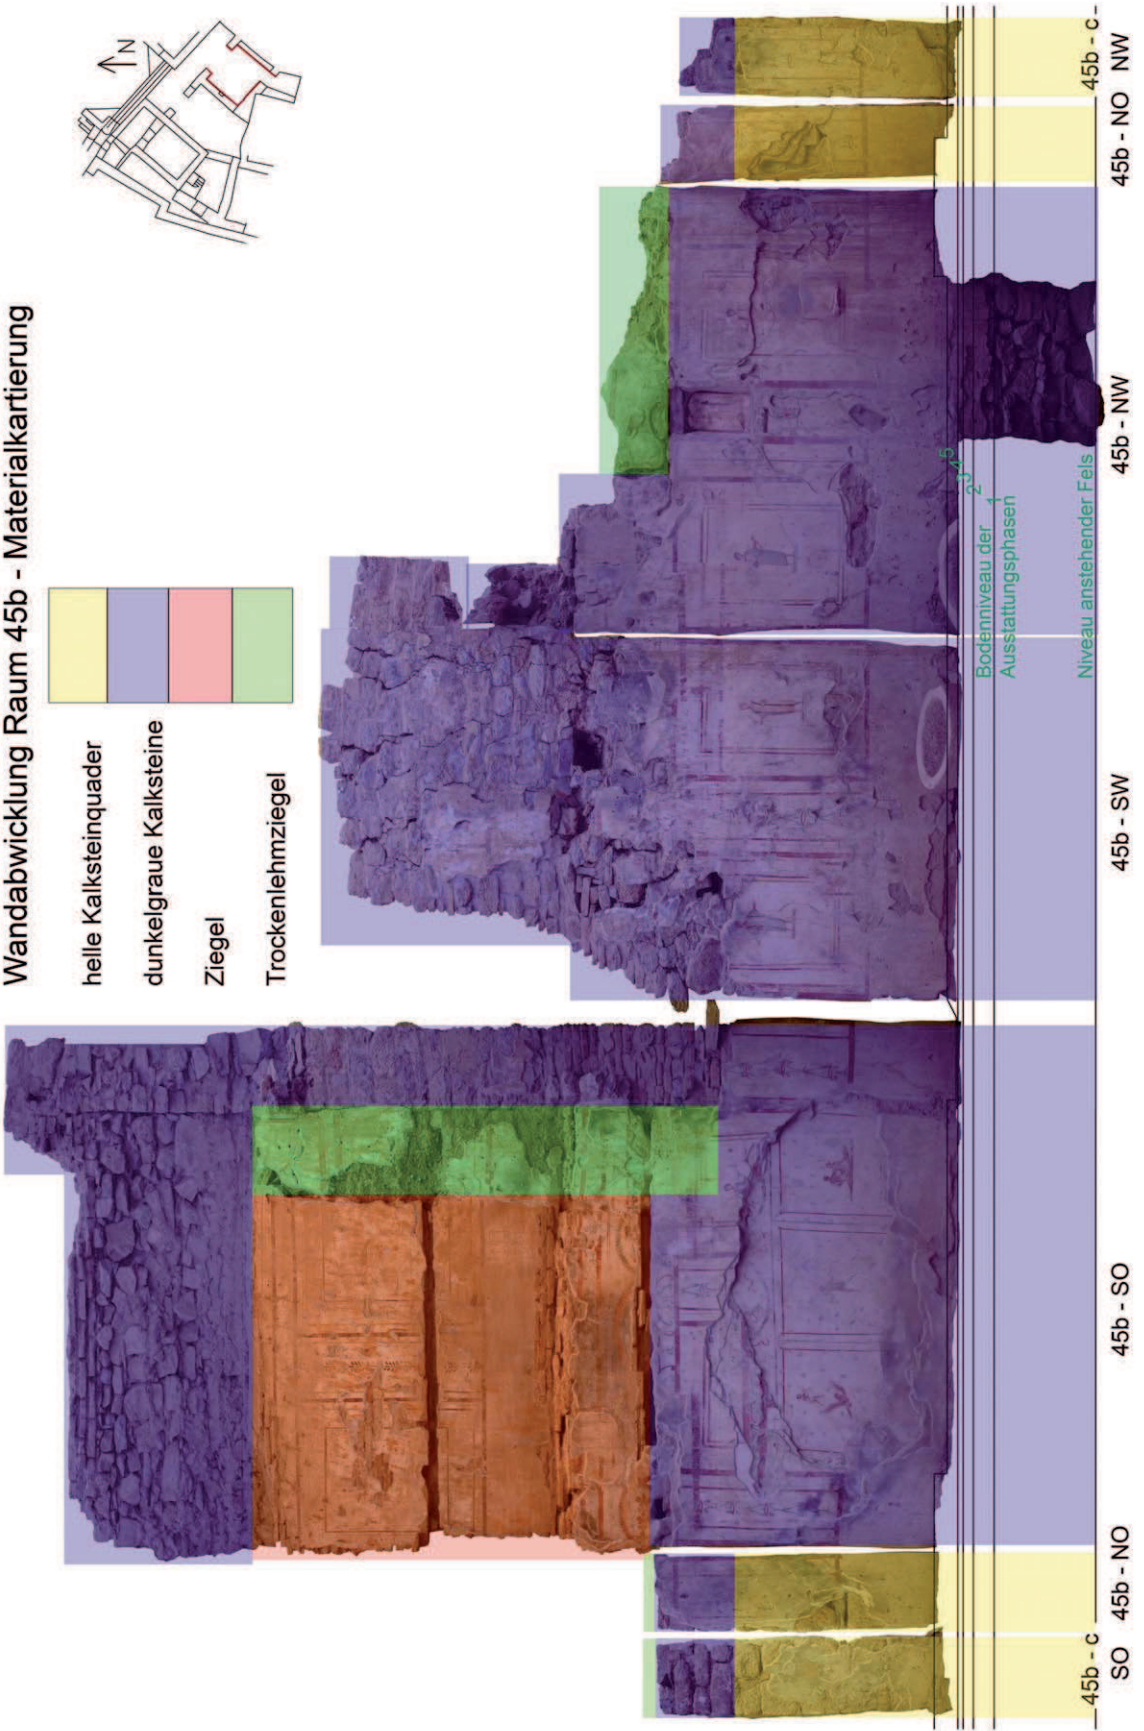 Wandabwicklung Raum 45b - Materialkartierung
helle Kalksteinquader
dunkelgraue Kalksteine
Ziegel
Trockenlehmziegel
N
Bodenniveau der
Ausstattungsphasen
1
2
3
4
5
Niveau anstehender Fels
45b - C
SO
45b - NO
45b - SO
45b - SW
45b - NW
45b - NO
45b - C
NW